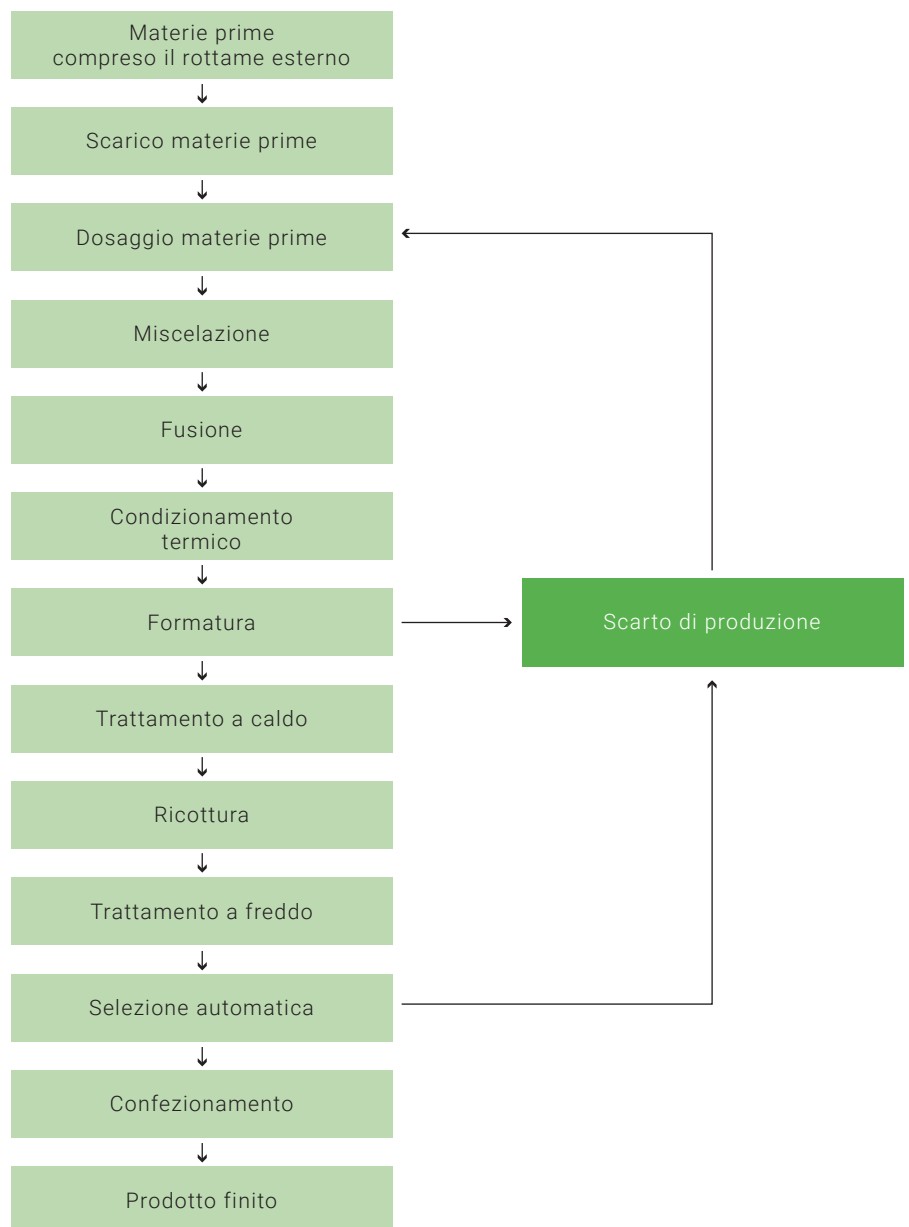 Materie prime
compreso il rottame esterno
Scarico materie prime
Dosaggio materie prime
Miscelazione
Fusione
Condizionamento
termico
Formatura
Scarto di produzione
Trattamento a caldo
Ricottura
Trattamento a freddo
Selezione automatica
Confezionamento
Prodotto finito